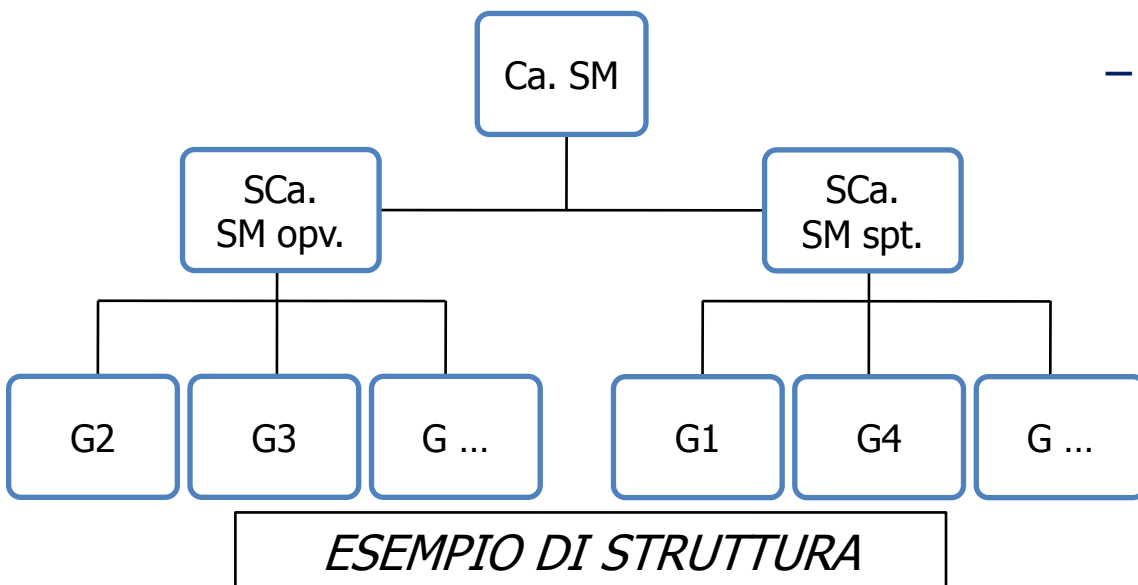 Ca. SM
–
SCa.
SM opv.
SCa.
SM spt.
G2
G3
G ...
G1
G4
G ...
ESEMPIO DI STRUTTURA